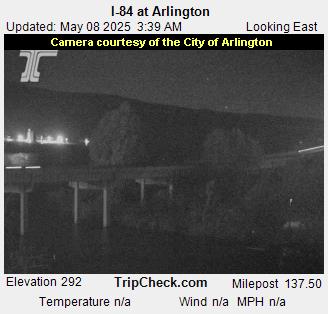 I-84 at Arlington
Updated: May 08 2025 3:39 AM Looking East
Camera courtesy of the City of Arlington
Elevation 292 TripCheck.com Milepost 137.50
Temperature n/a Wind n/a MPH n/a